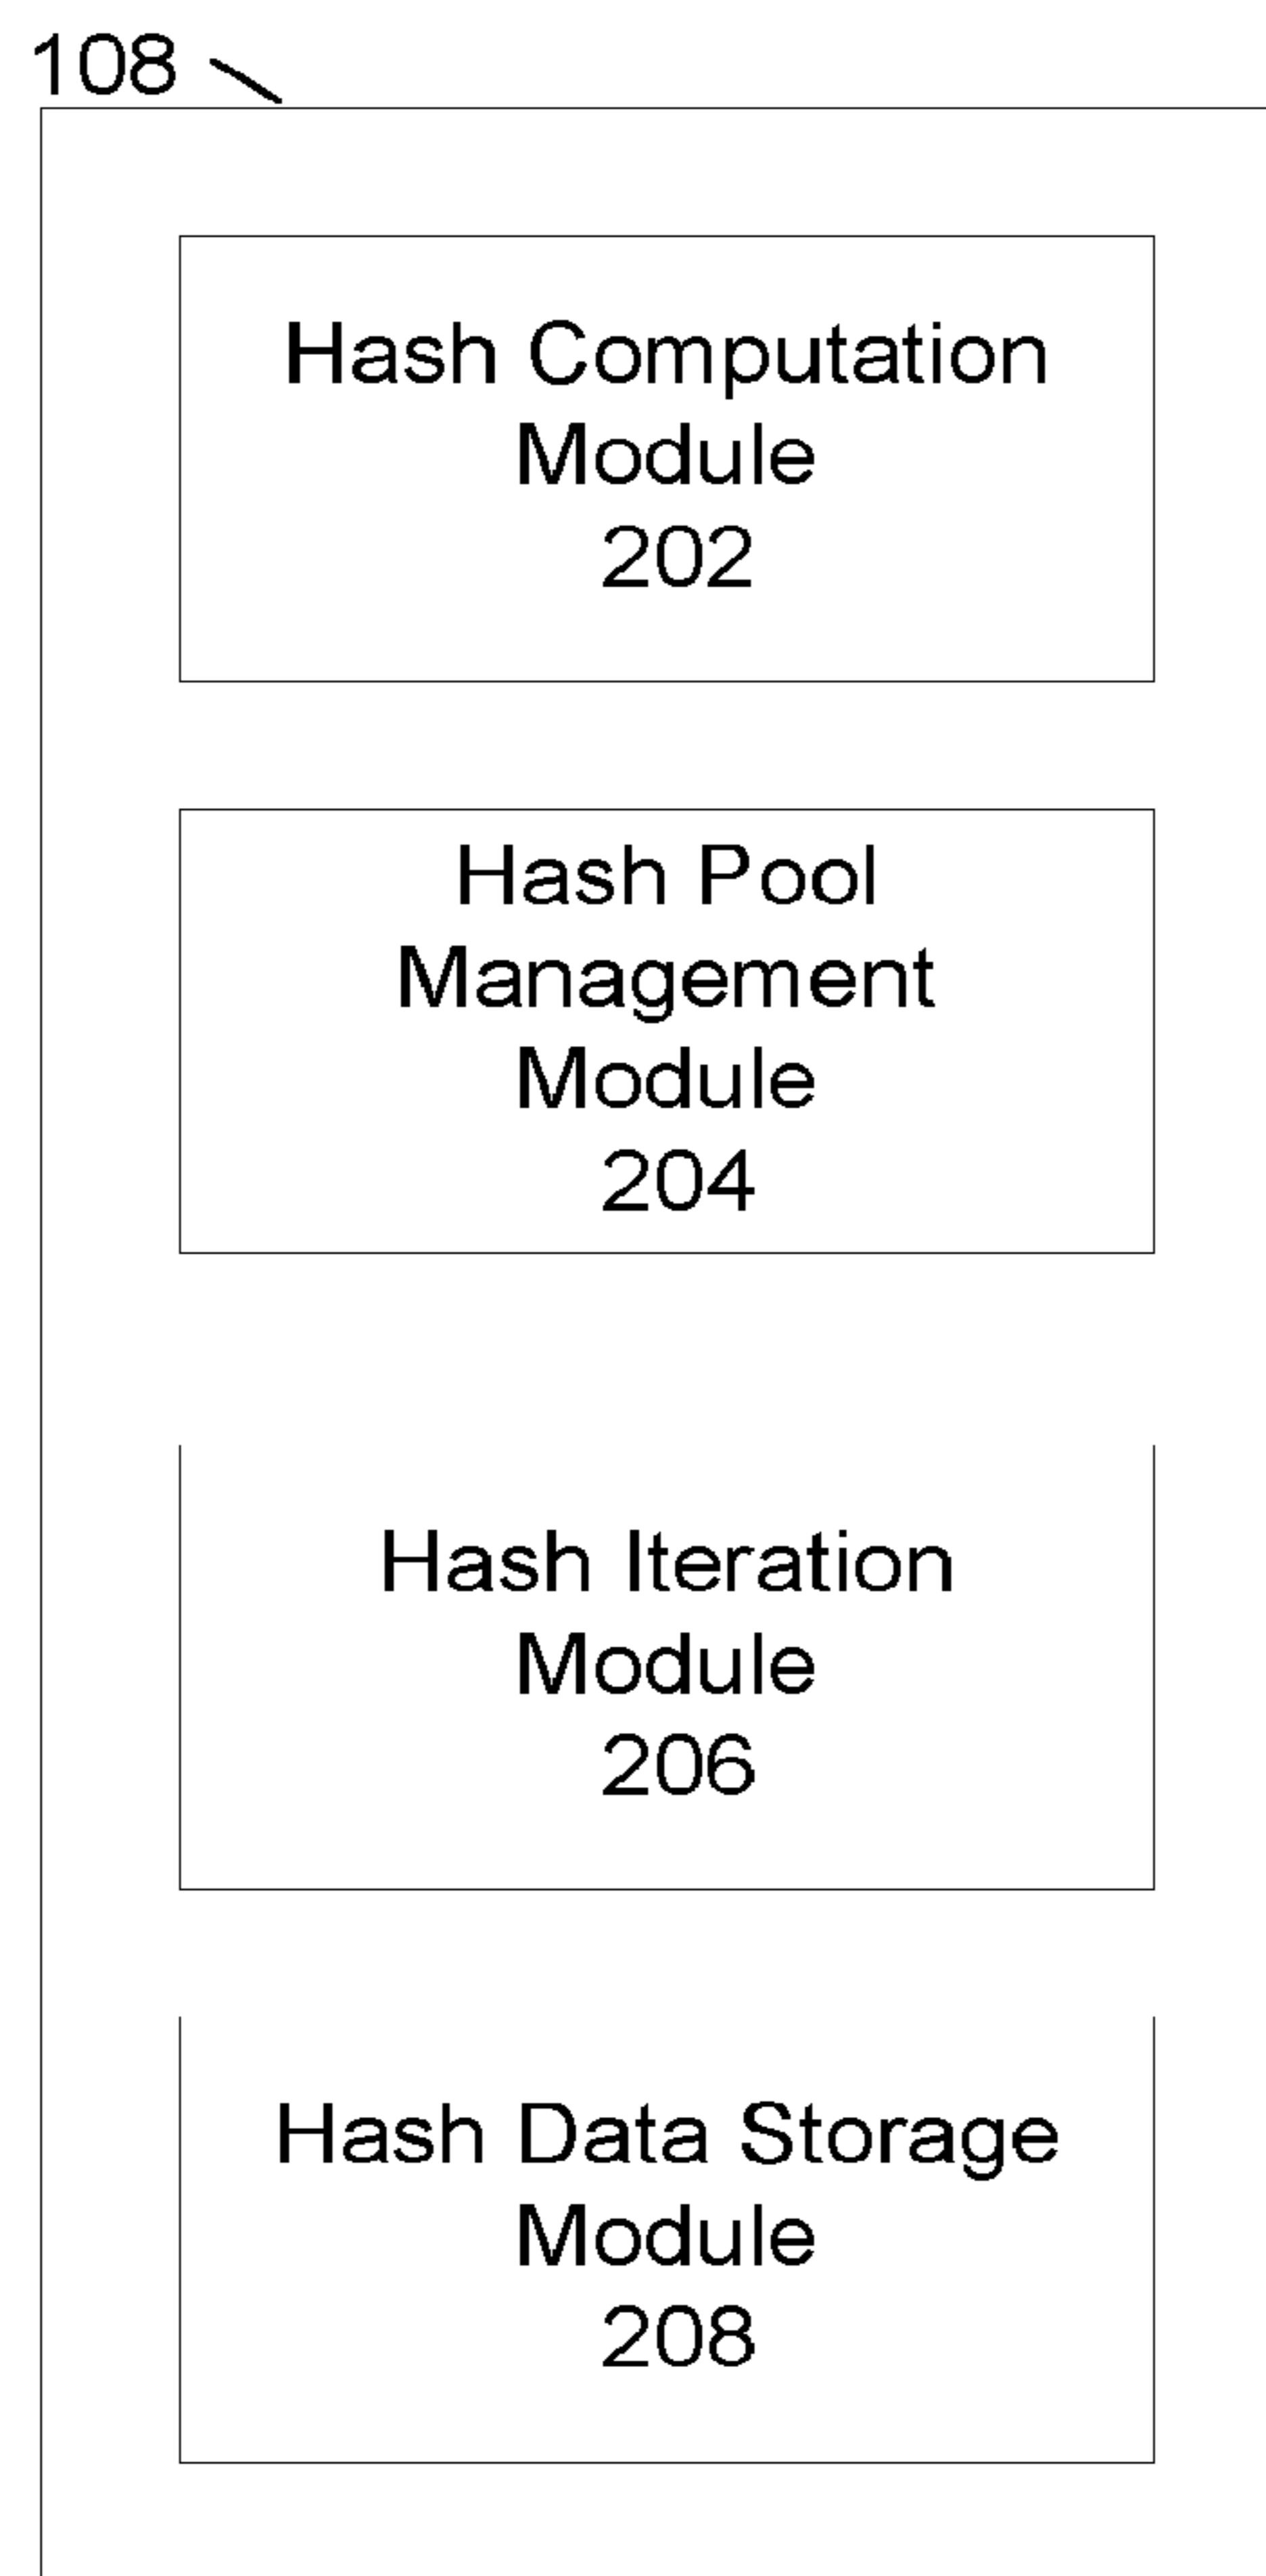 108
Hash Computation
Module
202
Hash Pool
Management
Module
204
Hash Iteration
Module
206
Hash Data Storage
Module
208